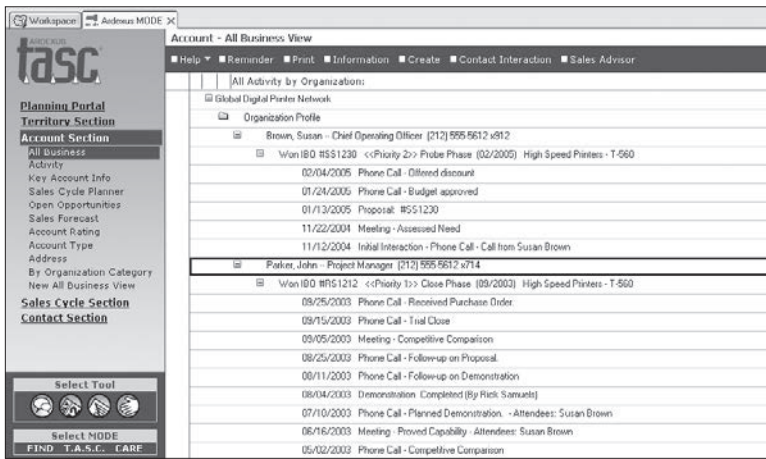 Workspace Ardexus MODE X
Account - All Business View
ARDEXUS
tasc
Help Reminder Print Information Create Contact Interaction Sales Advisor
Planning Portal
Territory Section
Account Section
All Business
Activity
Key Account Info
Sales Cycle Planner
Open Opportunities
Sales Forecast
Account Rating
Account Type
Address
By Organization Category
New All Business View
Sales Cycle Section
Contact Section
Select Tool
Select MODE
FIND T.A.S.C. CARE
All Activity by Organization:
Global Digital Printer Network
Organization Profile
Brown, Susan -- Chief Operating Officer (212) 555-5612 x912
Won IBO #SS1230 <<Priority 2>> Probe Phase (02/2005) High Speed Printers - T-560
02/04/2005 Phone Call - Offered discount
01/24/2005 Phone Call - Budget approved
01/13/2005 Proposal: #SS1230
11/22/2004 Meeting - Assessed Need
11/12/2004 Initial Interaction - Phone Call - Call from Susan Brown
Parker, John -- Project Manager (212) 555-5612 x714
Won IBO #RS1212 <<Priority 1>> Close Phase (09/2003) High Speed Printers - T-560
09/25/2003 Phone Call - Received Purchase Order.
09/15/2003 Phone Call - Trial Close
09/05/2003 Meeting - Competitive Comparison
08/25/2003 Phone Call - Follow-up on Proposal.
08/11/2003 Phone Call - Follow-up on Demonstration
08/04/2003 Demonstration Completed (By Rick Samuels)
07/10/2003 Phone Call - Planned Demonstration. - Attendees: Susan Brown
06/16/2003 Meeting - Proved Capability - Attendees: Susan Brown
05/02/2003 Phone Call - Competitive Comparison